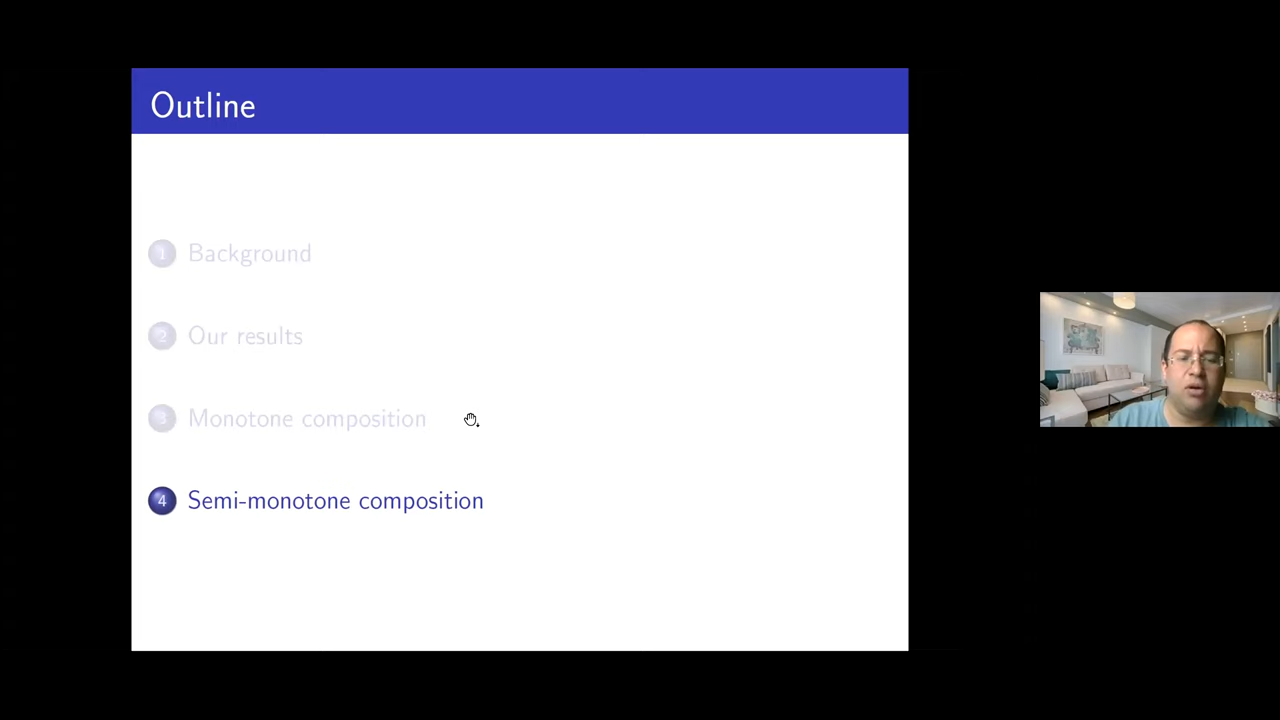 Outline
1 Background
2 Our results
3 Monotone composition
4 Semi-monotone composition